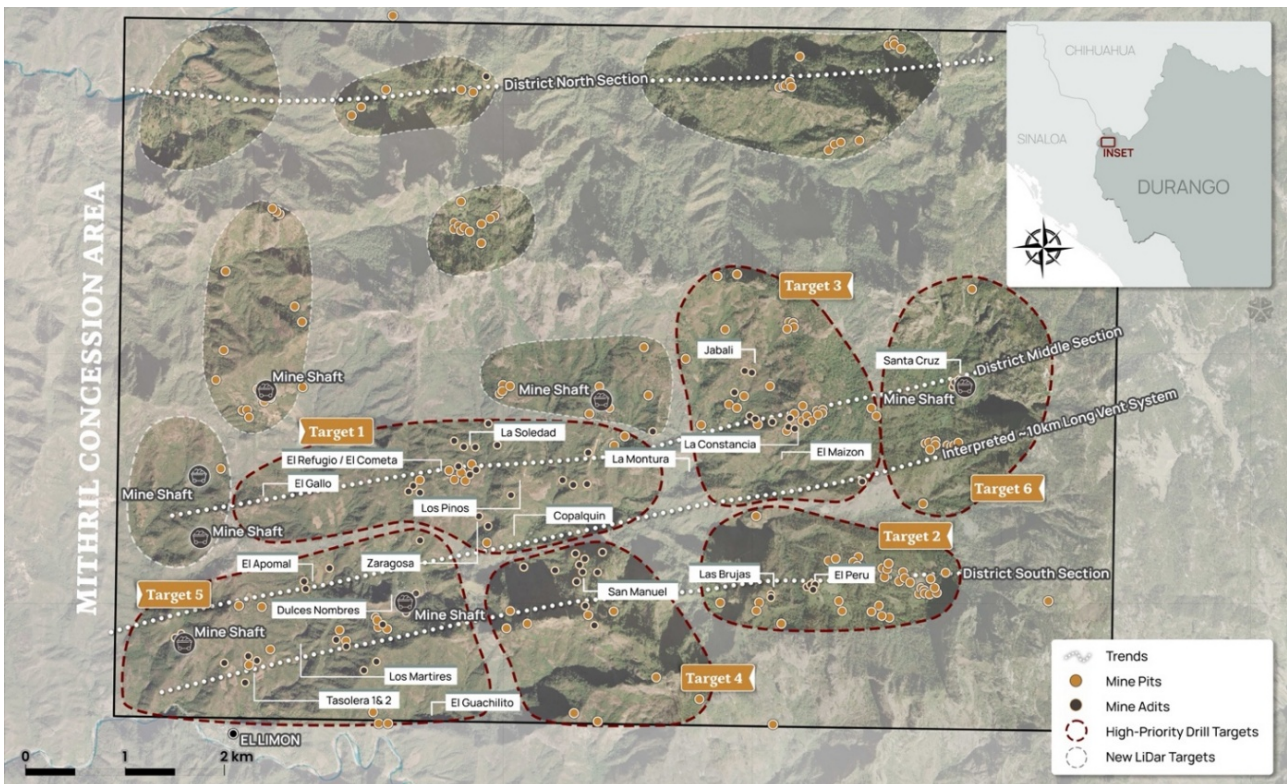 MITHRIL CONCESSION AREA
District North Section
CHIHUAHUA
SINALOA
INSET
DURANGO
Target 3
Jabali
Santa Cruz
District Middle Section
Mine Shaft
Mine Shaft
Mine Shaft
Interpreted ~10km Long Vent System
Target 1
La Soledad
La Constancia
El Refugio / El Cometa
La Montura
El Maizon
Mine Shaft
El Gallo
Target 6
Los Pinos
Copalquin
Mine Shaft
Target 2
El Apomal
Zaragosa
Las Brujas
El Peru
District South Section
Target 5
San Manuel
Dulces Nombres
Mine Shaft
Mine Shaft
Los Martires
Target 4
Tasolera 1& 2
El Guachilito
EL LIMON
0 1 2 km
Trends
Mine Pits
Mine Adits
High-Priority Drill Targets
New LiDar Targets